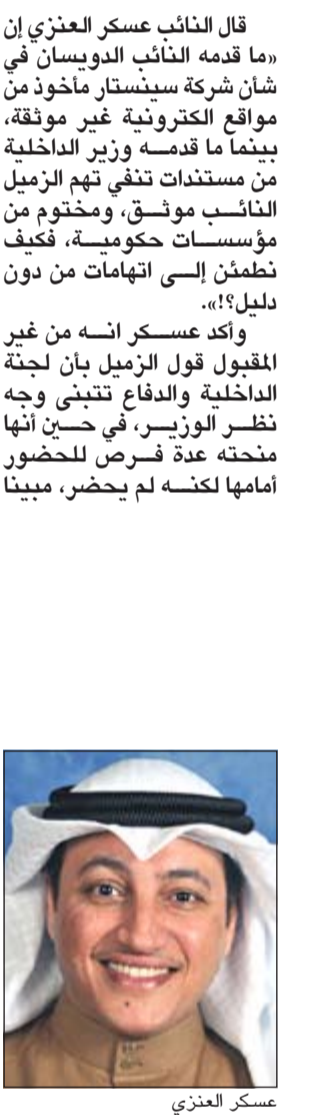 قال النائب عسكر العنزي إن
«ما قدمه النائب الدويسان في
شأن شركة سينستار مأخوذ من
مواقع الكترونية غير موثقة،
بينما ما قدمه وزير الداخلية
من مستندات تنفي تهم الزميل
النائب موثق، ومختوم من
مؤسسات حكومية، فكيف
نطمئن إلى اتهامات من دون
دليل؟!».
وأكد عسكر انه من غير
المقبول قول الزميل بأن لجنة
الداخلية والدفاع تتبنى وجه
نظر الوزير، في حين أنها
منحته عدة فرص للحضور
أمامها لكنه لم يحضر، مبينا
عسكر العنزي